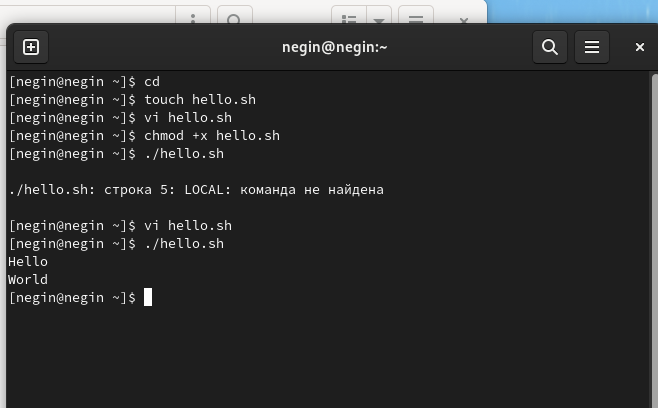 negin@negin:~
[negin@negin ~]$ cd
[negin@negin ~]$ touch hello.sh
[negin@negin ~]$ vi hello.sh
[negin@negin ~]$ chmod +x hello.sh
[negin@negin ~]$ ./hello.sh
./hello.sh: строка 5: LOCAL: команда не найдена
[negin@negin ~]$ vi hello.sh
[negin@negin ~]$ ./hello.sh
Hello
World
[negin@negin ~]$